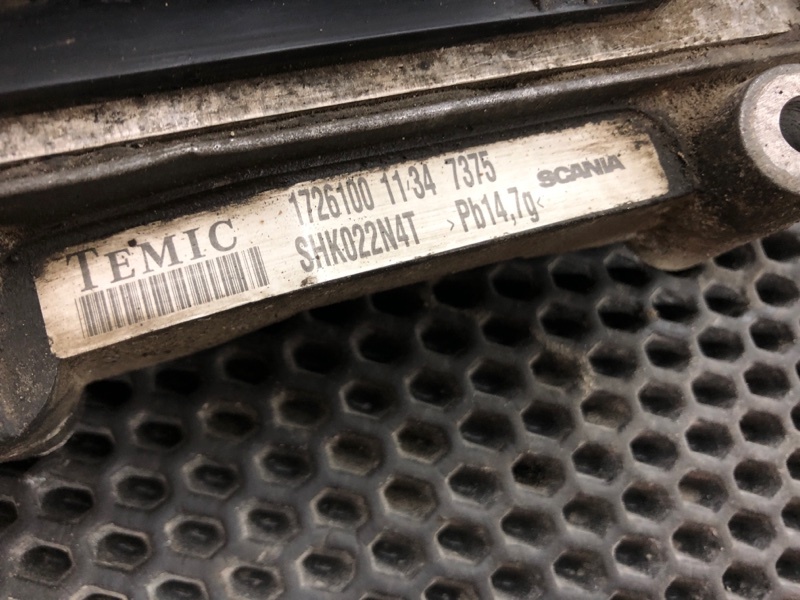 TEMIC
1726100 11/34 7375
SHK022N4T >Pb14,7g<
SCANIA